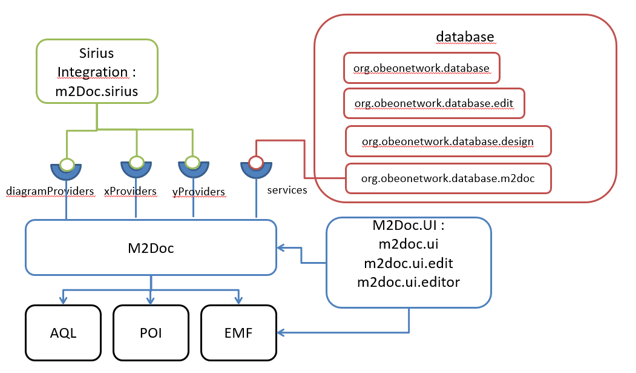 Sirius
Integration :
m2Doc.sirius
database
org.obeonetwork.database
org.obeonetwork.database.edit
org.obeonetwork.database.design
org.obeonetwork.database.m2doc
diagramProviders
xProviders
yProviders
services
M2Doc
M2Doc.UI :
m2doc.ui
m2doc.ui.edit
m2doc.ui.editor
AQL
POI
EMF